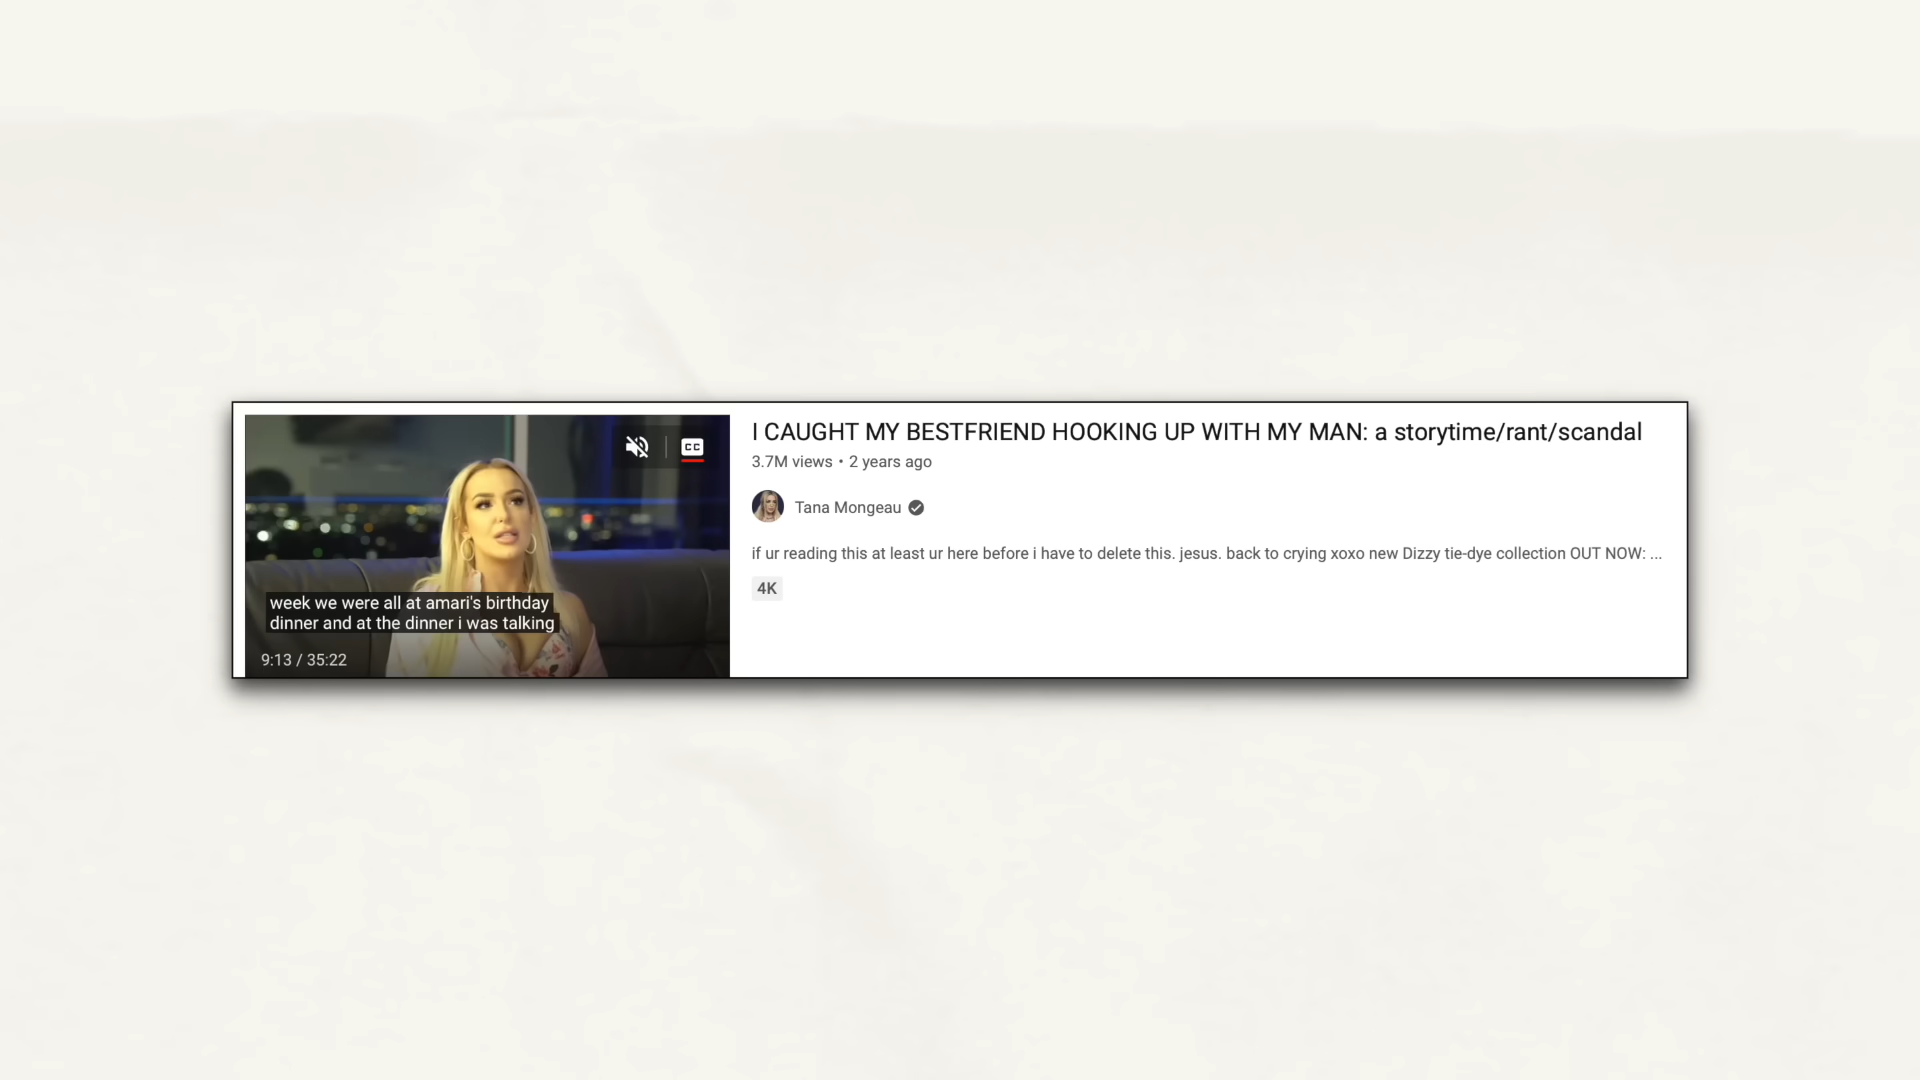 I CAUGHT MY BESTFRIEND HOOKING UP WITH MY MAN: a storytime/rant/scandal
3.7M views • 2 years ago
Tana Mongeau
if ur reading this at least ur here before i have to delete this. jesus. back to crying xoxo new Dizzy tie-dye collection OUT NOW: ...
4K
CC
week we were all at amari's birthday
dinner and at the dinner i was talking
9:13 / 35:22